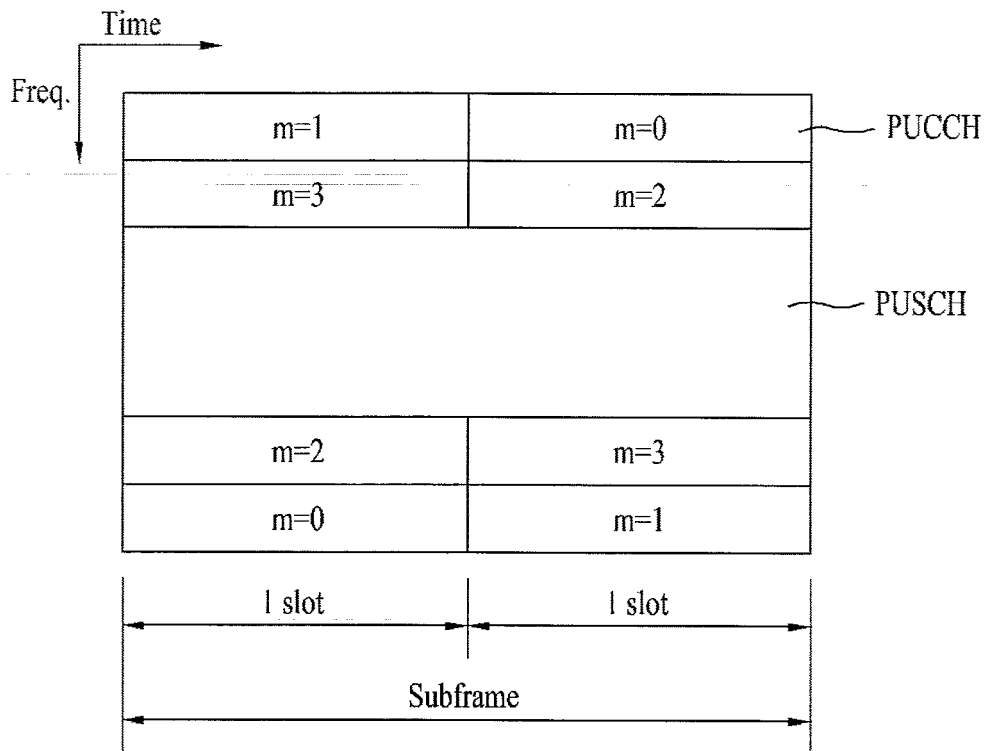 Time
Freq.
m=1 m=0 PUCCH
m=3 m=2
PUSCH
m=2 m=3
m=0 m=1
1 slot 1 slot
Subframe